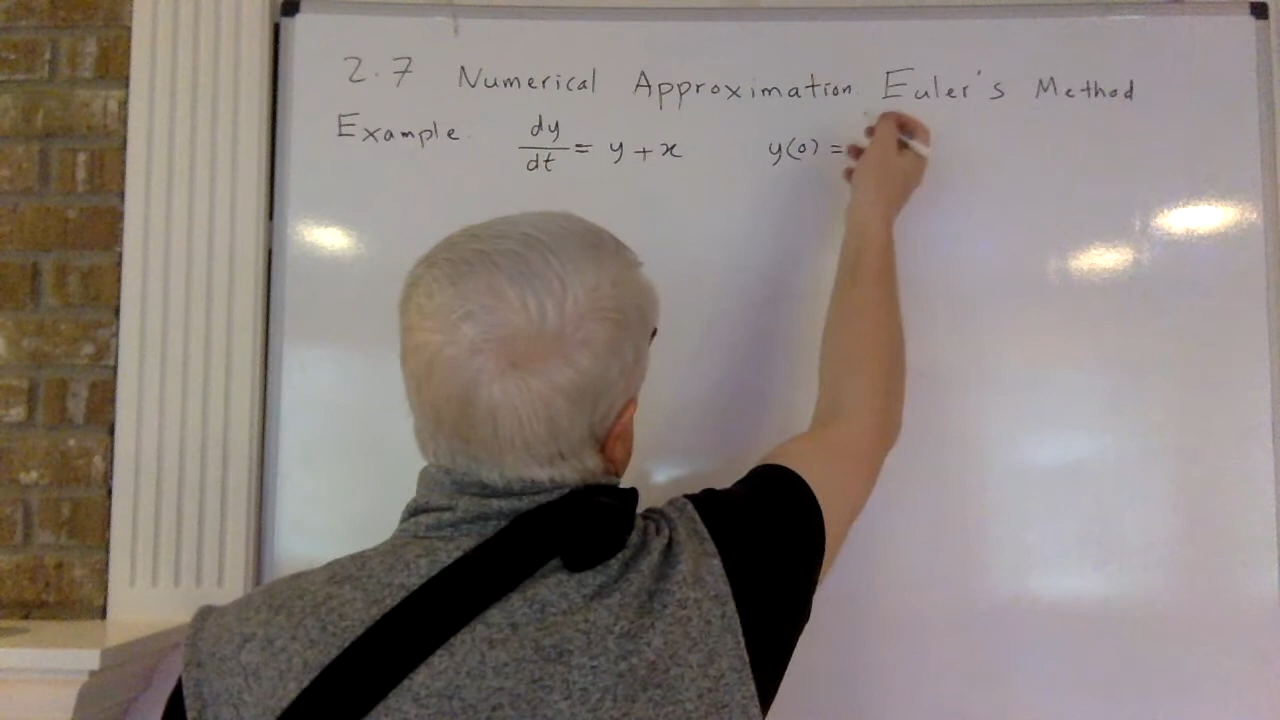 2.7 Numerical Approximation. Euler's Method
Example. dy/dt = y + x y(0) =